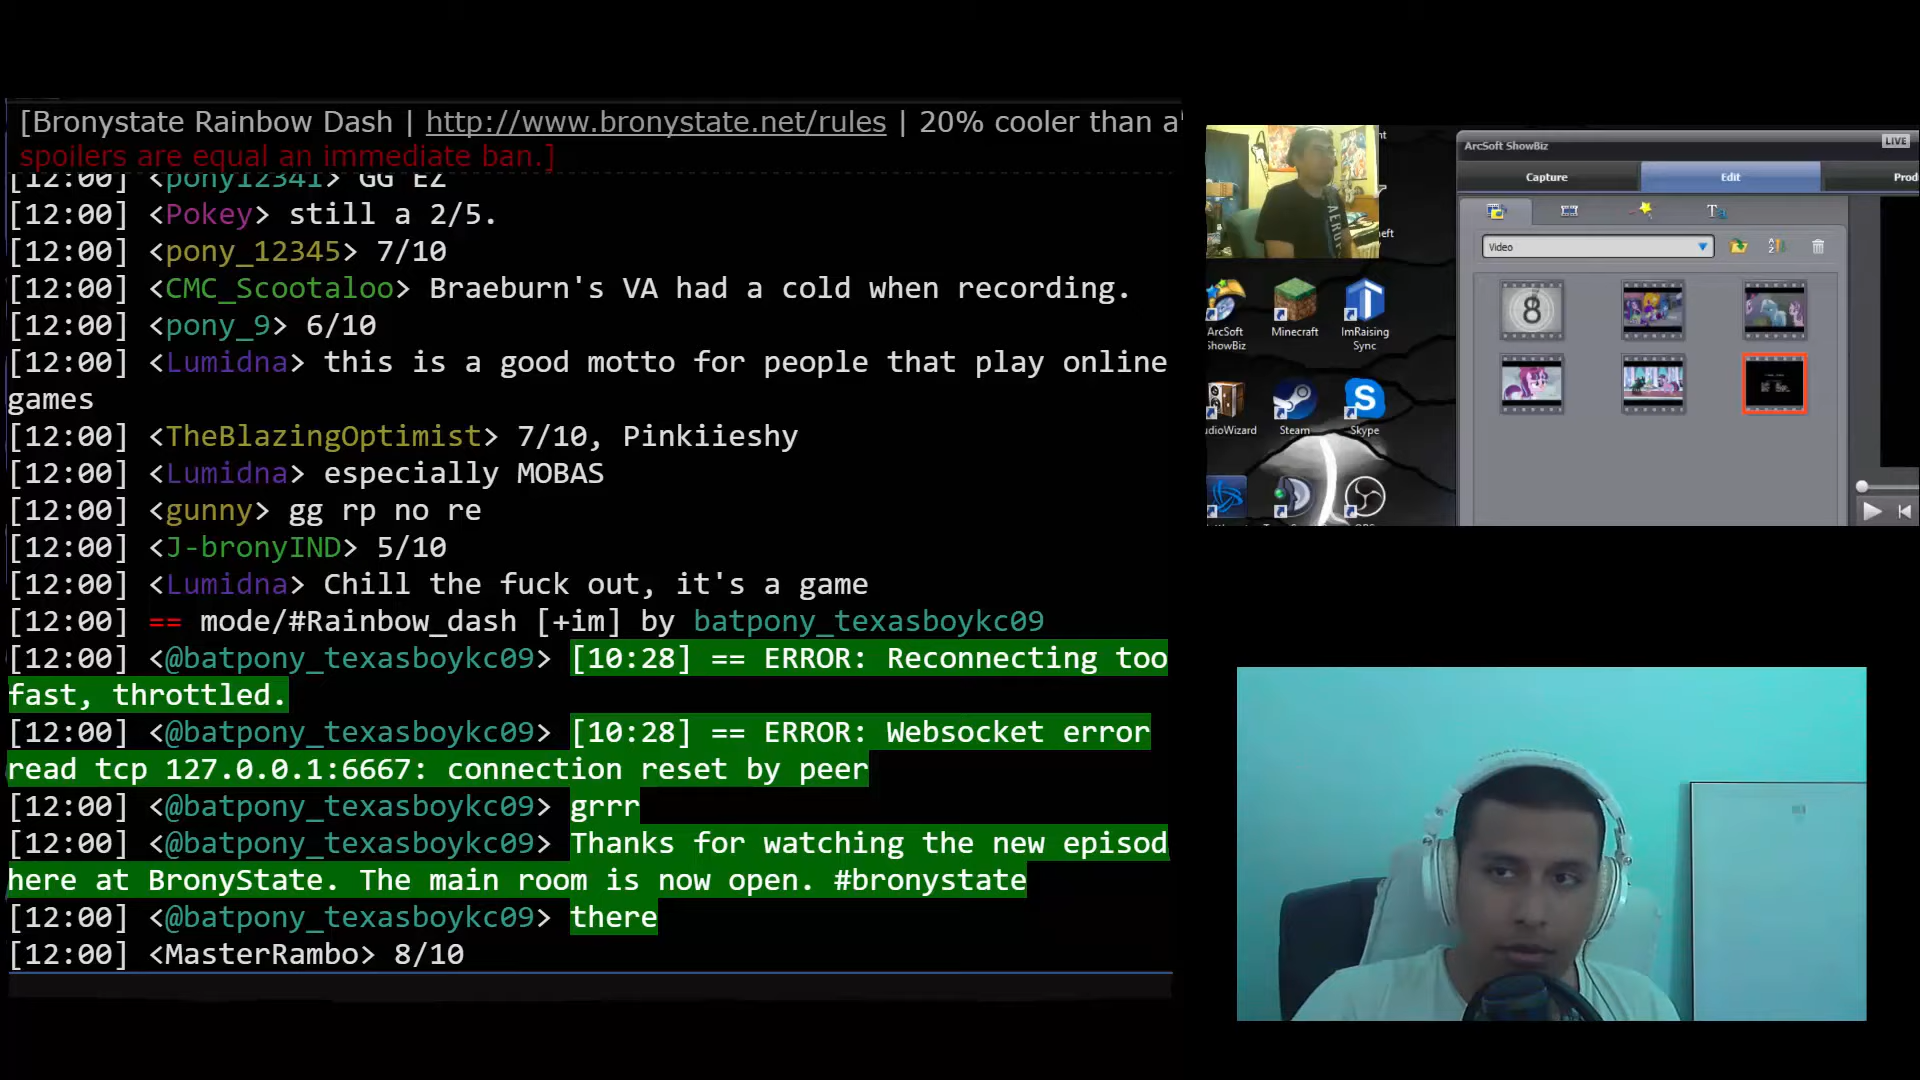 [Bronystate Rainbow Dash | http://www.bronystate.net/rules | 20% cooler than a
spoilers are equal an immediate ban.]
[12:00] <pony12341> GG EZ
[12:00] <Pokey> still a 2/5.
[12:00] <pony_12345> 7/10
[12:00] <CMC_Scootaloo> Braeburn's VA had a cold when recording.
[12:00] <pony_9> 6/10
[12:00] <Lumidna> this is a good motto for people that play online
games
[12:00] <TheBlazingOptimist> 7/10, Pinkiieshy
[12:00] <Lumidna> especially MOBAS
[12:00] <gunny> gg rp no re
[12:00] <J-bronyIND> 5/10
[12:00] <Lumidna> Chill the fuck out, it's a game
[12:00] == mode/#Rainbow_dash [+im] by batpony_texasboykc09
[12:00] <@batpony_texasboykc09> [10:28] == ERROR: Reconnecting too
fast, throttled.
[12:00] <@batpony_texasboykc09> [10:28] == ERROR: Websocket error
read tcp 127.0.0.1:6667: connection reset by peer
[12:00] <@batpony_texasboykc09> grrr
[12:00] <@batpony_texasboykc09> Thanks for watching the new episod
here at BronyState. The main room is now open. #bronystate
[12:00] <@batpony_texasboykc09> there
[12:00] <MasterRambo> 8/10
ArcSoft ShowBiz
LIVE
Capture
Edit
Prod
Video
8
ArcSoft
ShowBiz
Minecraft
ImRaising
Sync
udioWizard
Steam
Skype
AEROP